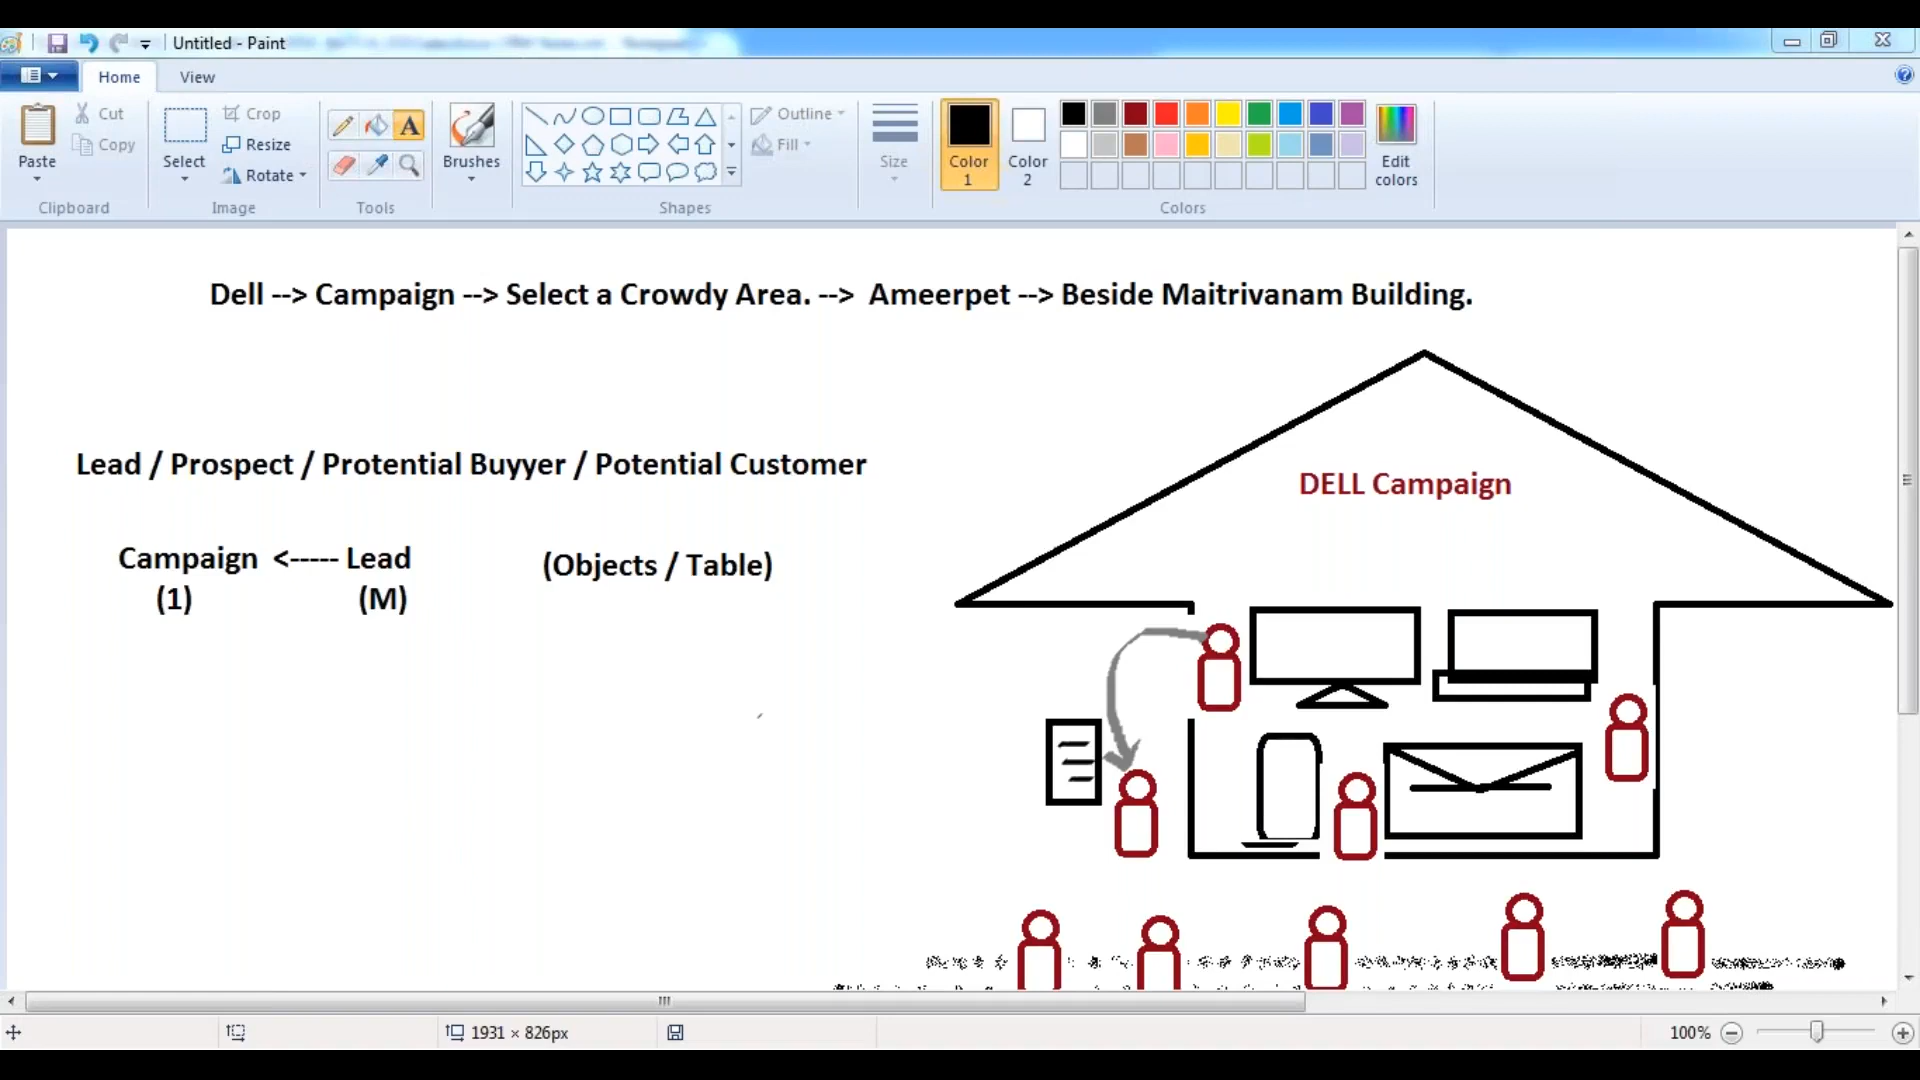 Untitled - Paint
Home View
Paste
Cut
Copy
Clipboard
Select
Crop
Resize
Rotate
Image
A
Tools
Brushes
Shapes
Outline
Fill
Size
Color 1
Color 2
Edit colors
Colors
Dell --> Campaign --> Select a Crowdy Area. --> Ameerpet --> Beside Maitrivanam Building.
DELL Campaign
Lead / Prospect / Protential Buyyer / Potential Customer
Campaign <----- Lead (Objects / Table)
(1) (M)
1931 × 826px
100%